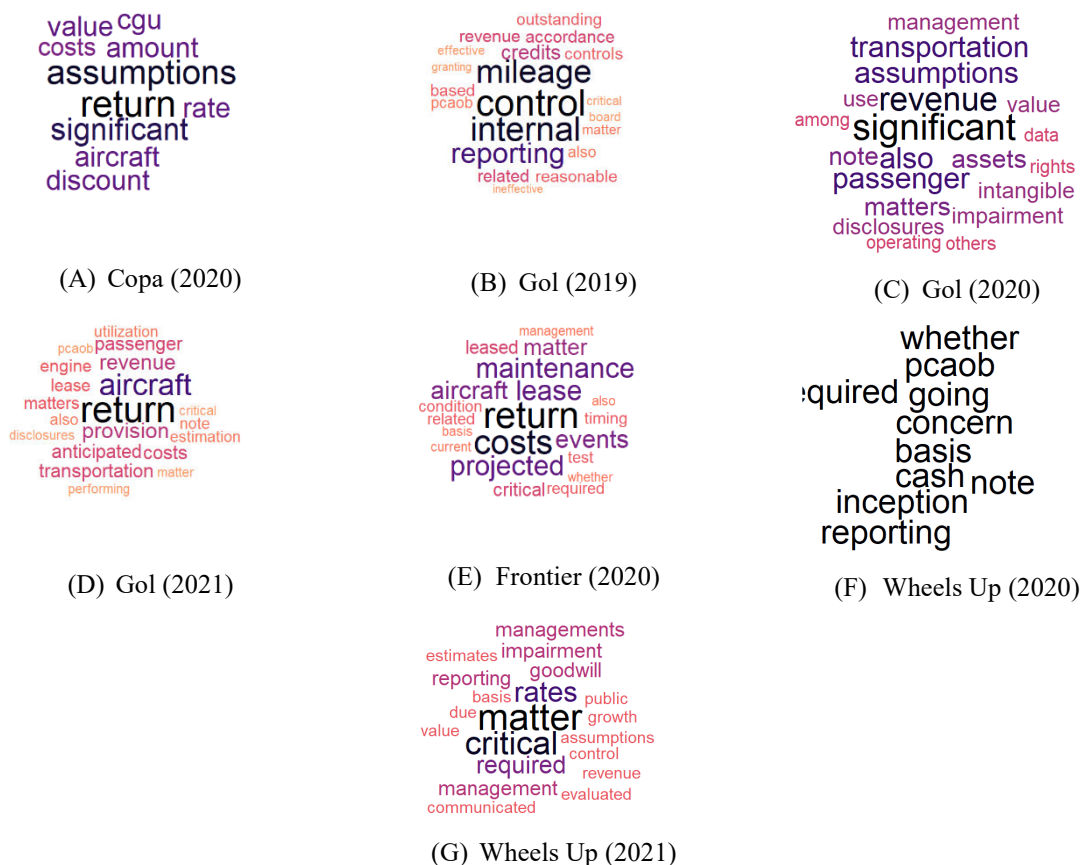 value cgu
costs amount
assumptions
return rate
significant
aircraft
discount
(A) Copa (2020)
outstanding
revenue accordance
effective credits controls
granting mileage
based
pcaob control critical
board
internal matter
reporting also
related reasonable
ineffective
(B) Gol (2019)
management
transportation
assumptions
use revenue value
among significant data
note also assets rights
passenger intangible
matters impairment
disclosures
operating others
(C) Gol (2020)
utilization
pcaob passenger
engine revenue
lease aircraft
matters return critical
also note
disclosures provision estimation
anticipated costs
transportation matter
performing
(D) Gol (2021)
management
leased matter
maintenance
aircraft lease also
condition return timing
related
basis costs events
current test
projected whether
critical required
(E) Frontier (2020)
whether
pcaob
equired going
concern
basis
cash note
inception
reporting
(F) Wheels Up (2020)
managements
estimates impairment
reporting goodwill
basis rates public
due matter growth
value critical assumptions
control
required revenue
management evaluated
communicated
(G) Wheels Up (2021)